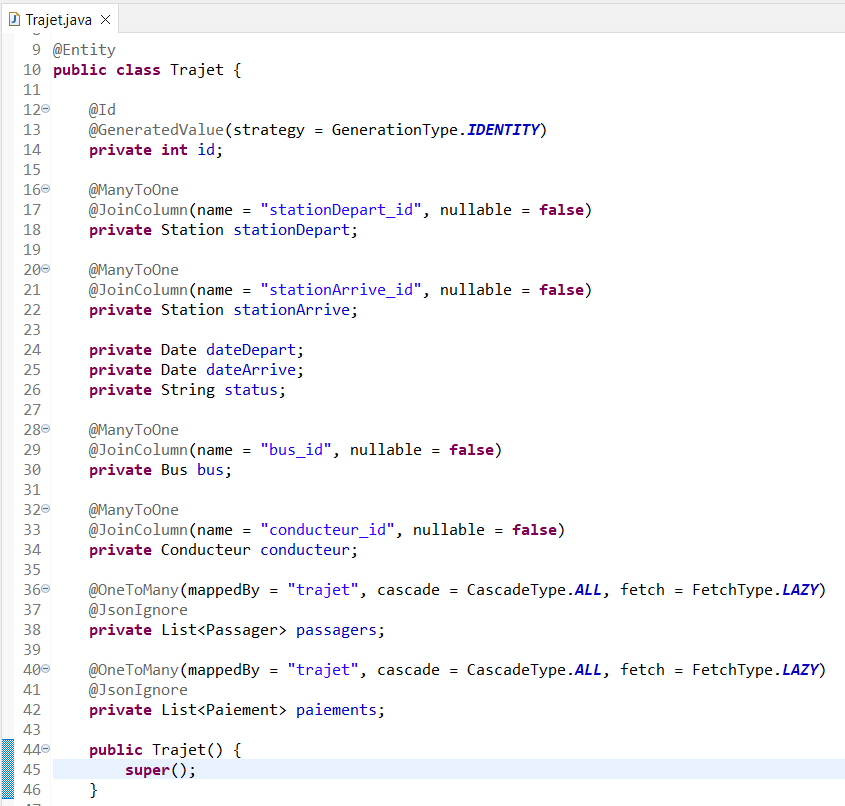 Trajet.java
9 @Entity
10 public class Trajet {
11
12 @Id
13 @GeneratedValue(strategy = GenerationType.IDENTITY)
14 private int id;
15
16 @ManyToOne
17 @JoinColumn(name = "stationDepart_id", nullable = false)
18 private Station stationDepart;
19
20 @ManyToOne
21 @JoinColumn(name = "stationArrive_id", nullable = false)
22 private Station stationArrive;
23
24 private Date dateDepart;
25 private Date dateArrive;
26 private String status;
27
28 @ManyToOne
29 @JoinColumn(name = "bus_id", nullable = false)
30 private Bus bus;
31
32 @ManyToOne
33 @JoinColumn(name = "conducteur_id", nullable = false)
34 private Conducteur conducteur;
35
36 @OneToMany(mappedBy = "trajet", cascade = CascadeType.ALL, fetch = FetchType.LAZY)
37 @JsonIgnore
38 private List<Passager> passagers;
39
40 @OneToMany(mappedBy = "trajet", cascade = CascadeType.ALL, fetch = FetchType.LAZY)
41 @JsonIgnore
42 private List<Paiement> paiements;
43
44 public Trajet() {
45 super();
46 }